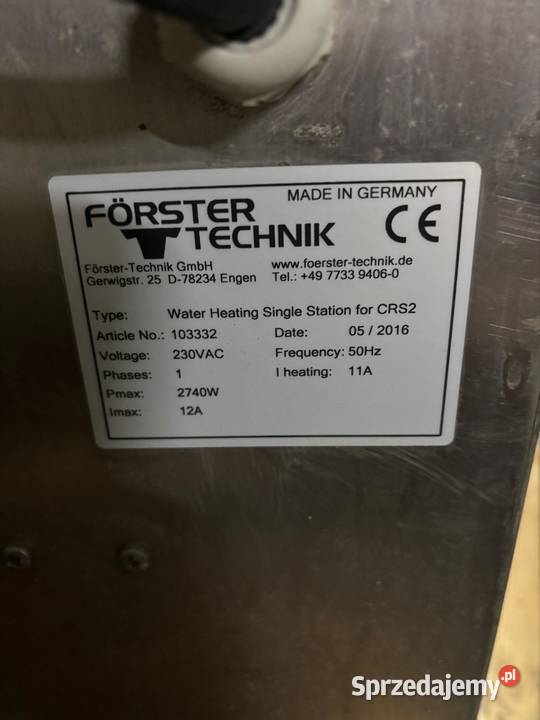 MADE IN GERMANY
FÖRSTER
TECHNIK
CE
Förster-Technik GmbH www.foerster-technik.de
Gerwigstr. 25 D-78234 Engen Tel.: +49 7733 9406-0
Type: Water Heating Single Station for CRS2
Article No.: 103332 Date: 05 / 2016
Voltage: 230VAC Frequency: 50Hz
Phases: 1 I heating: 11A
Pmax: 2740W
Imax: 12A
Sprzedajemy.pl